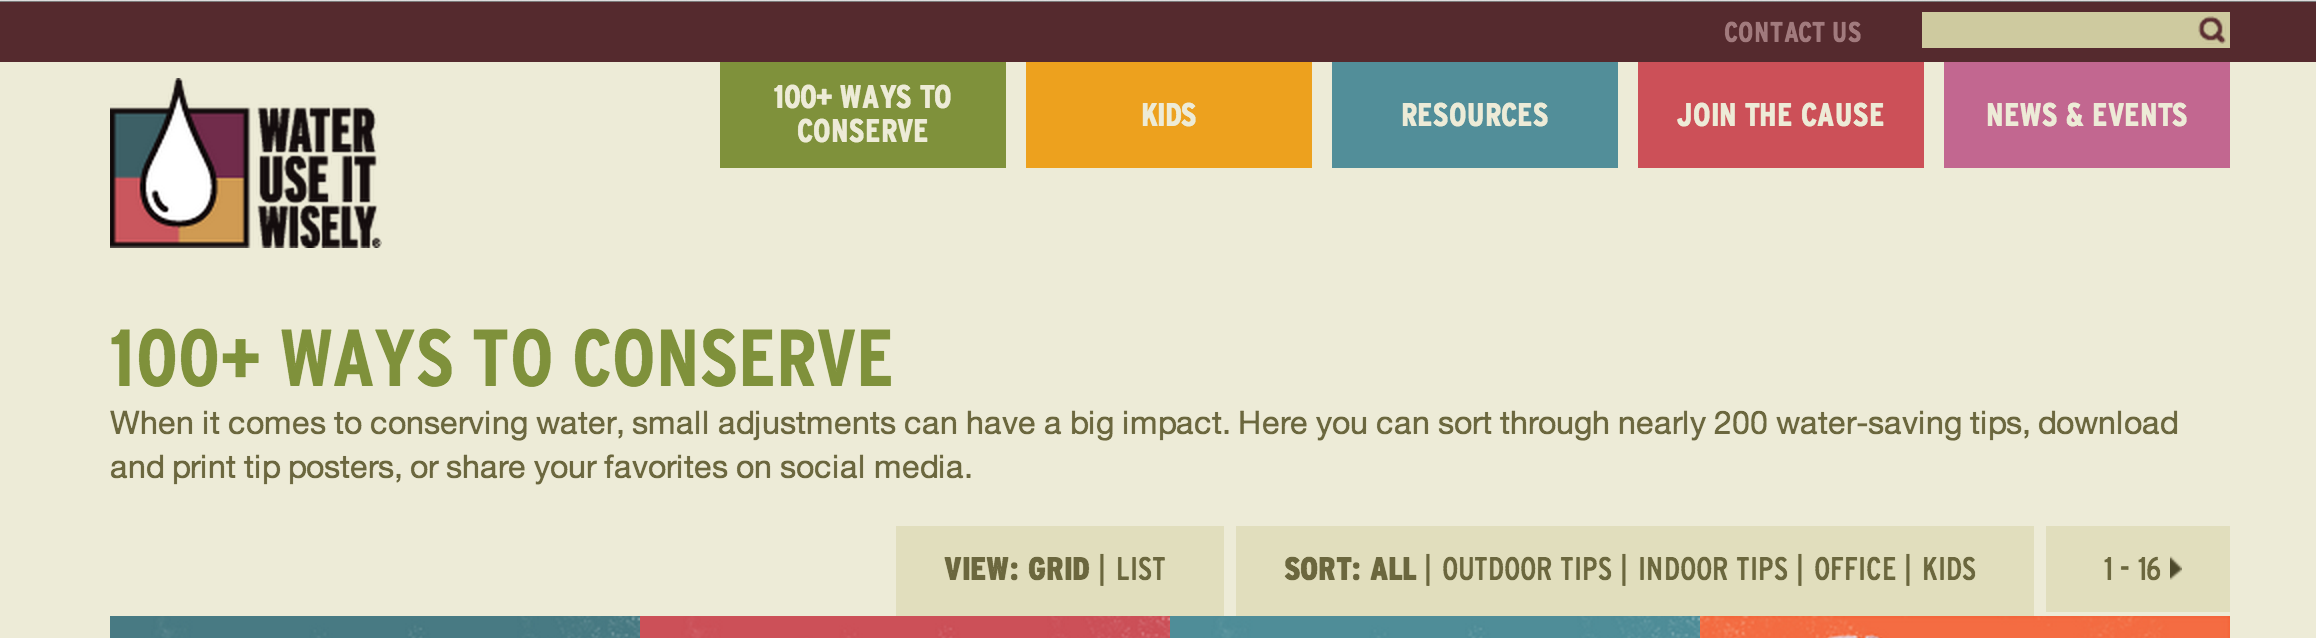 CONTACT US
100+ WAYS TO
CONSERVE
KIDS
RESOURCES
JOIN THE CAUSE
NEWS & EVENTS
WATER
USE IT
WISELY.®
100+ WAYS TO CONSERVE
When it comes to conserving water, small adjustments can have a big impact. Here you can sort through nearly 200 water-saving tips, download
and print tip posters, or share your favorites on social media.
VIEW: GRID | LIST
SORT: ALL | OUTDOOR TIPS | INDOOR TIPS | OFFICE | KIDS
1 - 16